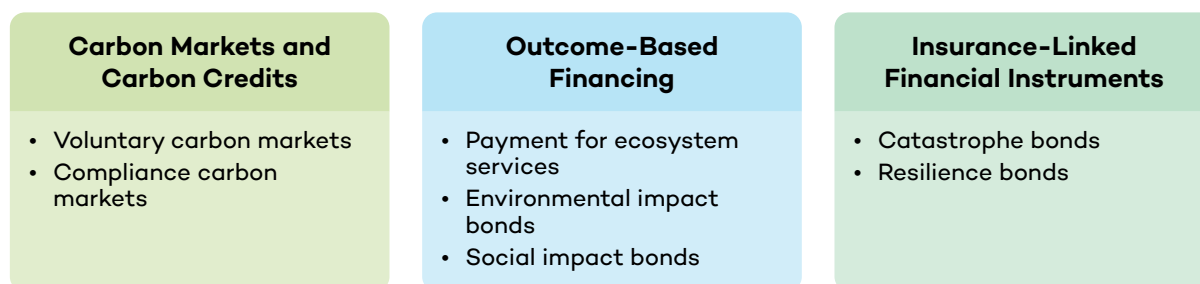 Carbon Markets and
Carbon Credits
• Voluntary carbon markets
• Compliance carbon
markets
Outcome-Based
Financing
• Payment for ecosystem
services
• Environmental impact
bonds
• Social impact bonds
Insurance-Linked
Financial Instruments
• Catastrophe bonds
• Resilience bonds